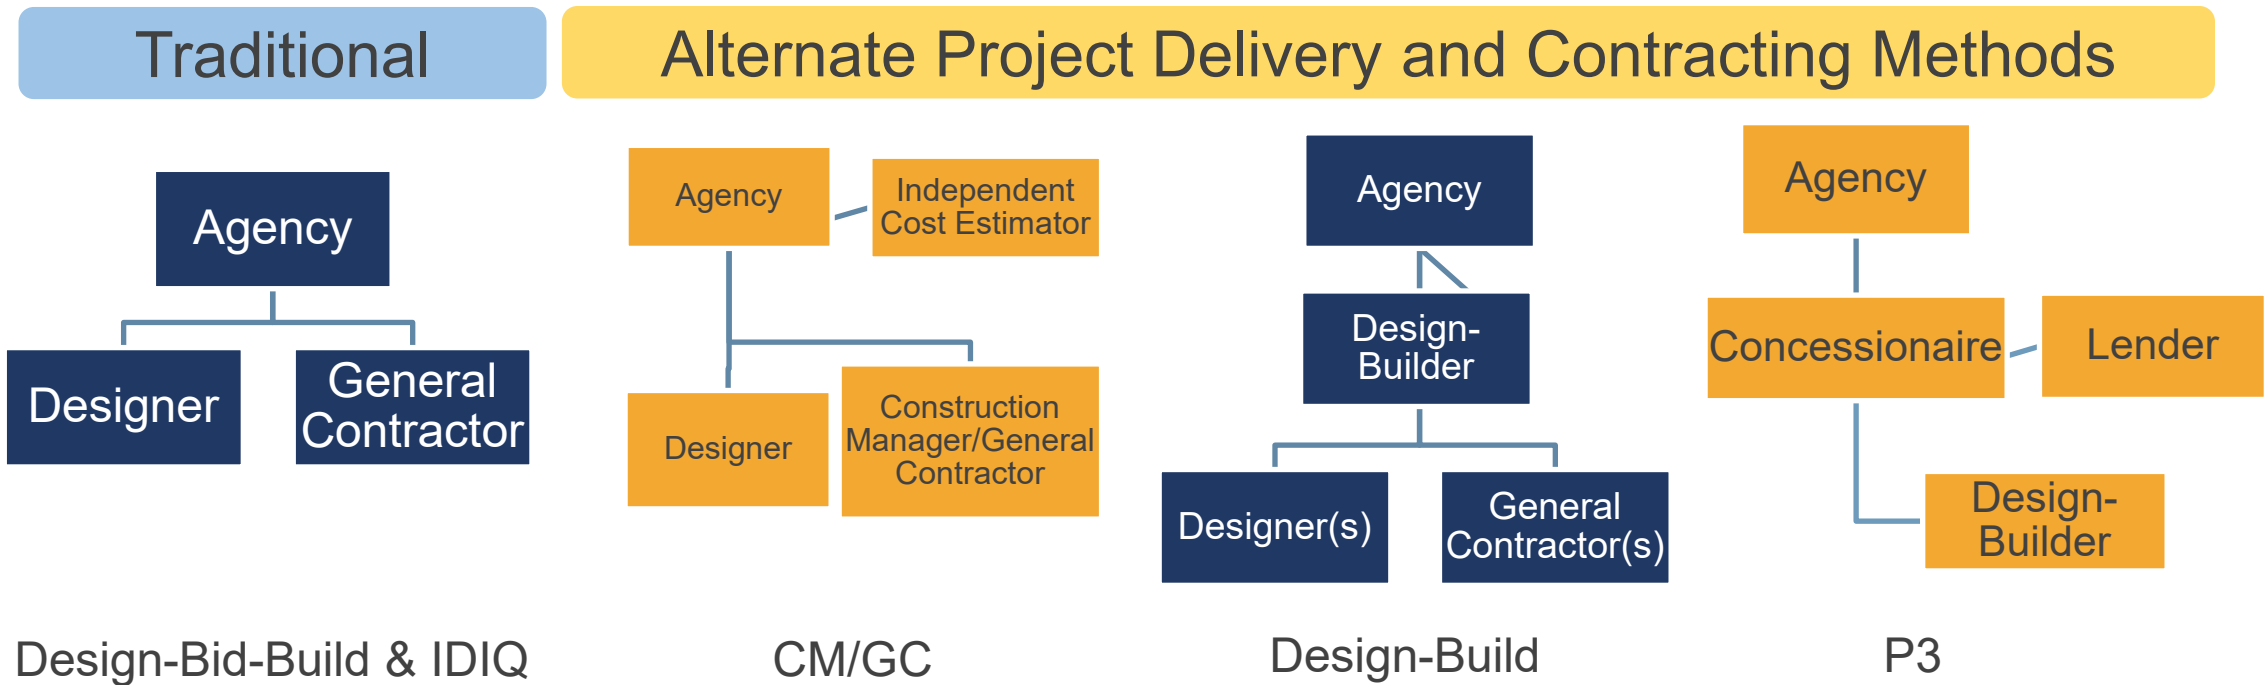 Traditional
Alternate Project Delivery and Contracting Methods
Agency
Designer
General
Contractor
Design-Bid-Build & IDIQ
Agency
Independent
Cost Estimator
Designer
Construction
Manager/General
Contractor
CM/GC
Agency
Design-
Builder
Designer(s)
General
Contractor(s)
Design-Build
Agency
Concessionaire
Lender
Design-
Builder
P3